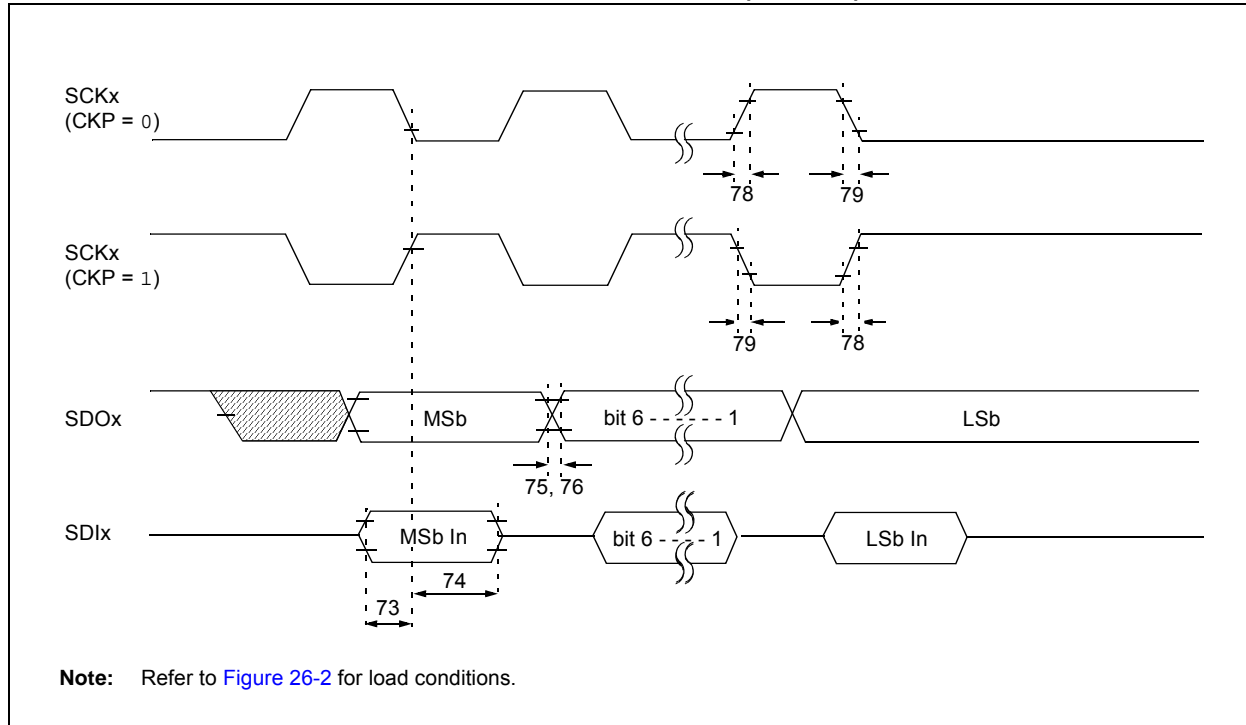 SCKx
(CKP = 0)
78
79
SCKx
(CKP = 1)
79
78
SDOx
MSb
bit 6 - - - - - - 1
LSb
75, 76
SDIx
MSb In
bit 6 - - - - - 1
LSb In
74
73
Note: Refer to Figure 26-2 for load conditions.